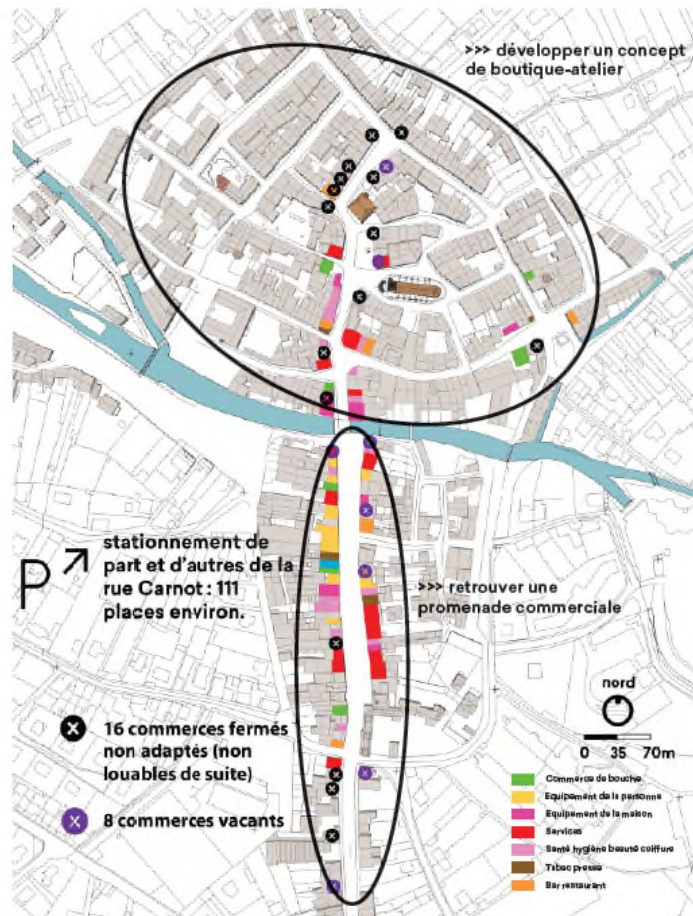 >>> développer un concept
de boutique-atelier
P
stationnement de
part et d'autres de la
rue Carnot : 111
places environ.
>>> retrouver une
promenade commerciale
nord
0 35 70m
16 commerces fermés
non adaptés (non
louables de suite)
8 commerces vacants
Commerce de bouche
Equipement de la personne
Equipement de la maison
Services
Santé hygiène beauté coiffure
Tabac presse
Bar restaurant